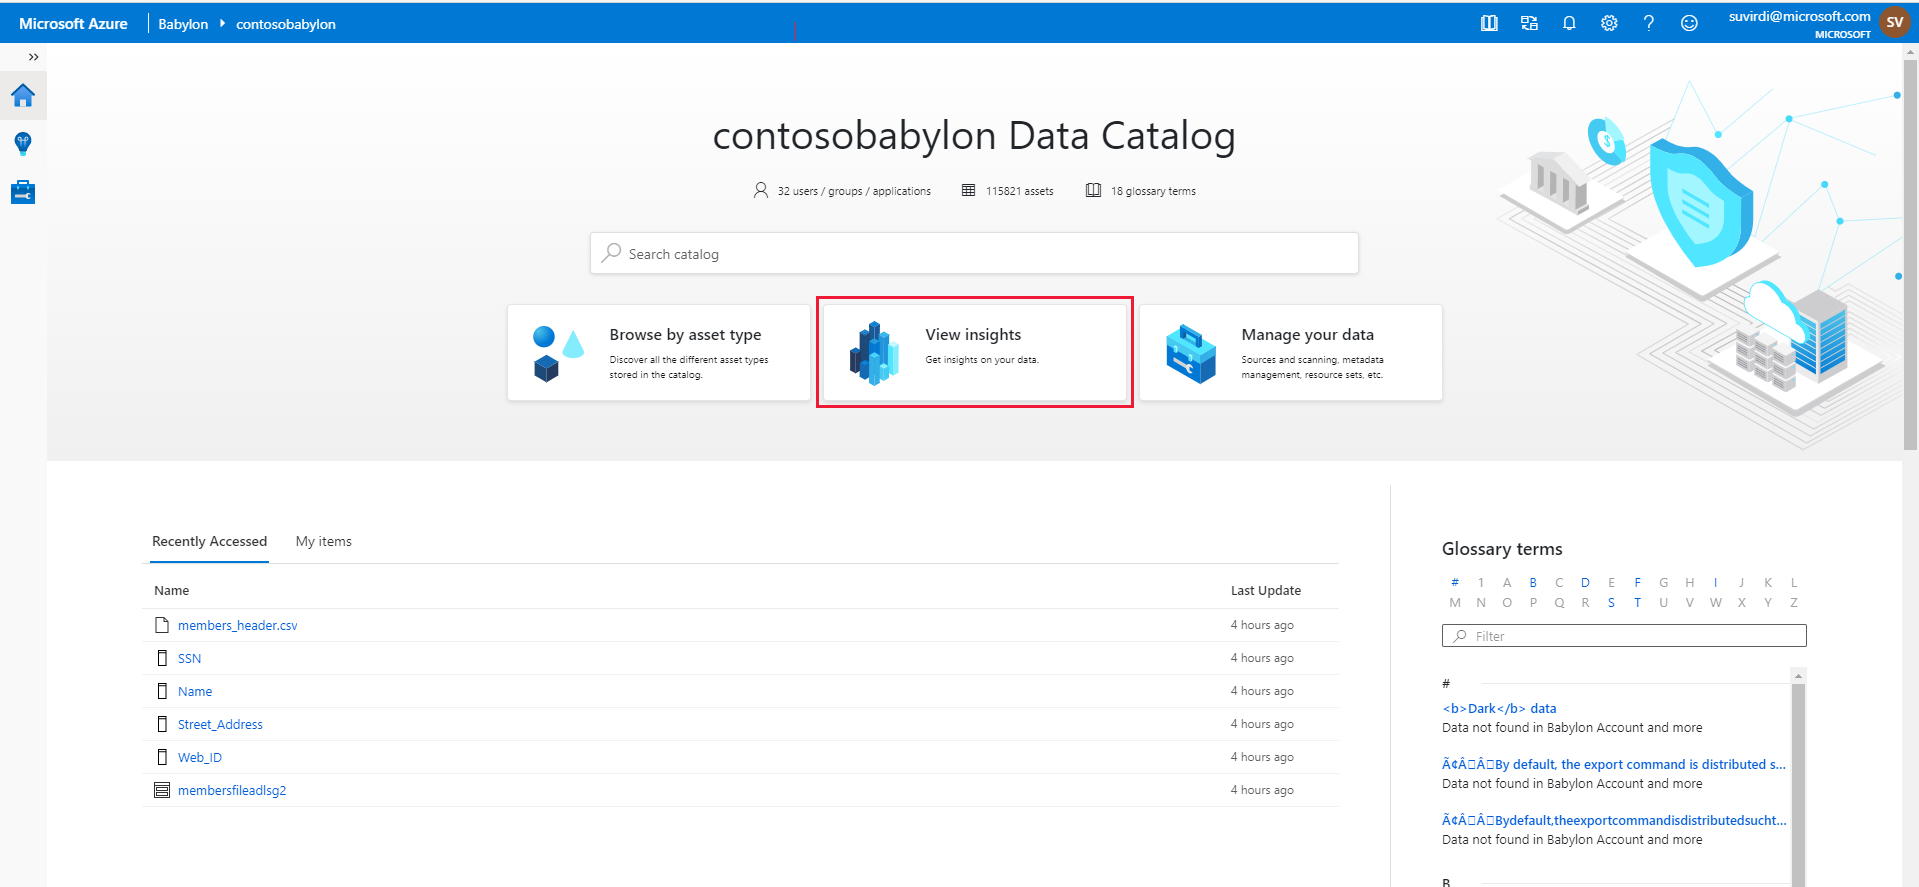 Microsoft Azure Babylon contosobabylon suvirdi@microsoft.com SV
MICROSOFT
contosobabylon Data Catalog
32 users / groups / applications 115821 assets 18 glossary terms
Search catalog
Browse by asset type
Discover all the different asset types
stored in the catalog.
View insights
Get insights on your data.
Manage your data
Sources and scanning, metadata
management, resource sets, etc.
Recently Accessed My items
Name Last Update
members_header.csv 4 hours ago
SSN 4 hours ago
Name 4 hours ago
Street_Address 4 hours ago
Web_ID 4 hours ago
membersfileadlsg2 4 hours ago
Glossary terms
# 1 A B C D E F G H I J K L
M N O P Q R S T U V W X Y Z
Filter
#
<b>Dark</b> data
Data not found in Babylon Account and more
Ã¢Â□Â□By default, the export command is distributed s...
Data not found in Babylon Account and more
Ã¢Â□Â□Bydefault,theexportcommandisdistributedsucht...
Data not found in Babylon Account and more
B